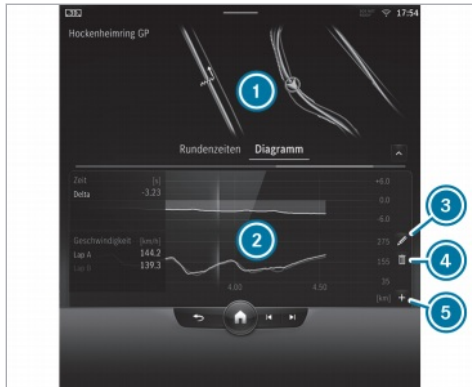 17:54
Hockenheimring GP
1
Rundenzeiten Diagramm
Zeit [s]
Delta -3.23
+6.0
0.0
-6.0
2
3
4
5
Geschwindigkeit [km/h]
Lap A 144.2
Lap B 139.3
275
155
35
4.00 4.50 [km]